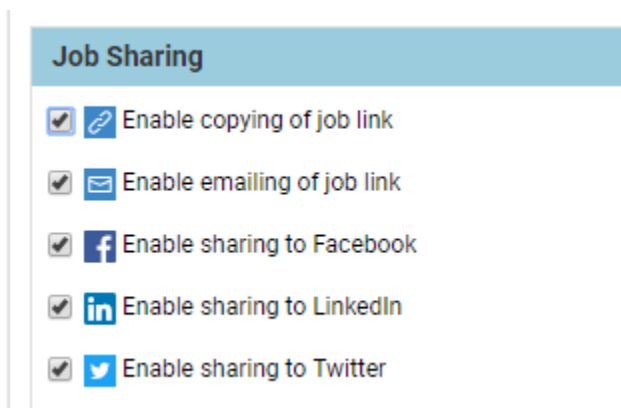 Job Sharing
Enable copying of job link
Enable emailing of job link
Enable sharing to Facebook
Enable sharing to LinkedIn
Enable sharing to Twitter